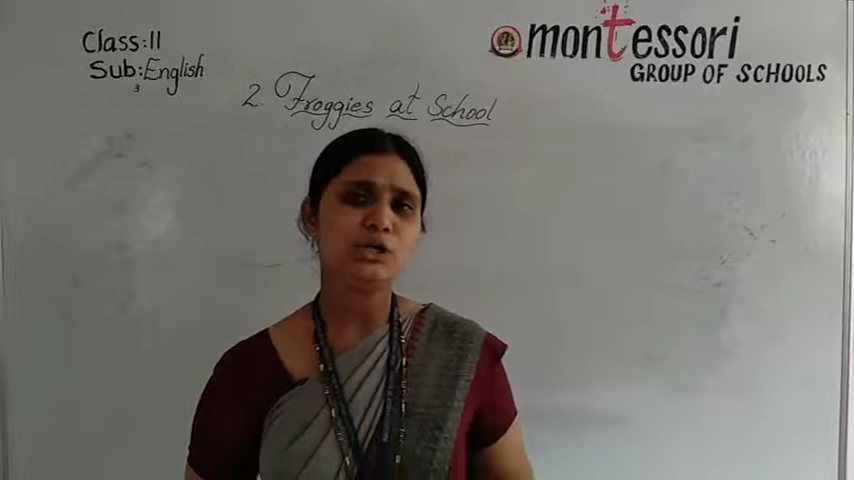 Class:II
Sub:English
montessori
GROUP OF SCHOOLS
2. Froggies at School